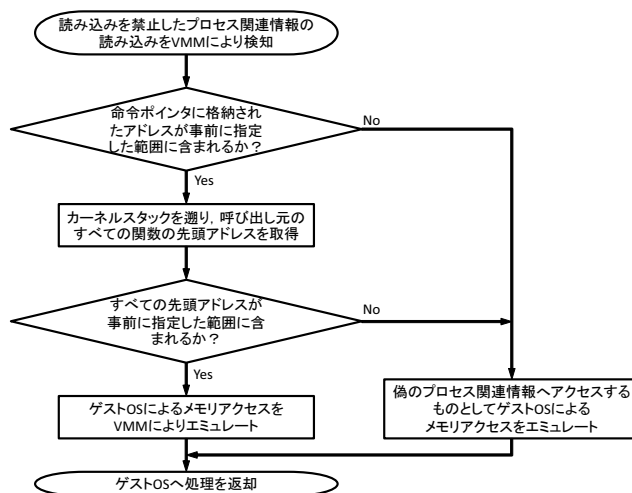 読み込みを禁止したプロセス関連情報の
読み込みをVMMにより検知
命令ポインタに格納され
たアドレスが事前に指定
した範囲に含まれるか？
No
Yes
カーネルスタックを遡り，呼び出し元の
すべての関数の先頭アドレスを取得
すべての先頭アドレスが
事前に指定した範囲に含
まれるか？
No
Yes
ゲストOSによるメモリアクセスを
VMMによりエミュレート
偽のプロセス関連情報へアクセスする
ものとしてゲストOSによる
メモリアクセスをエミュレート
ゲストOSへ処理を返却